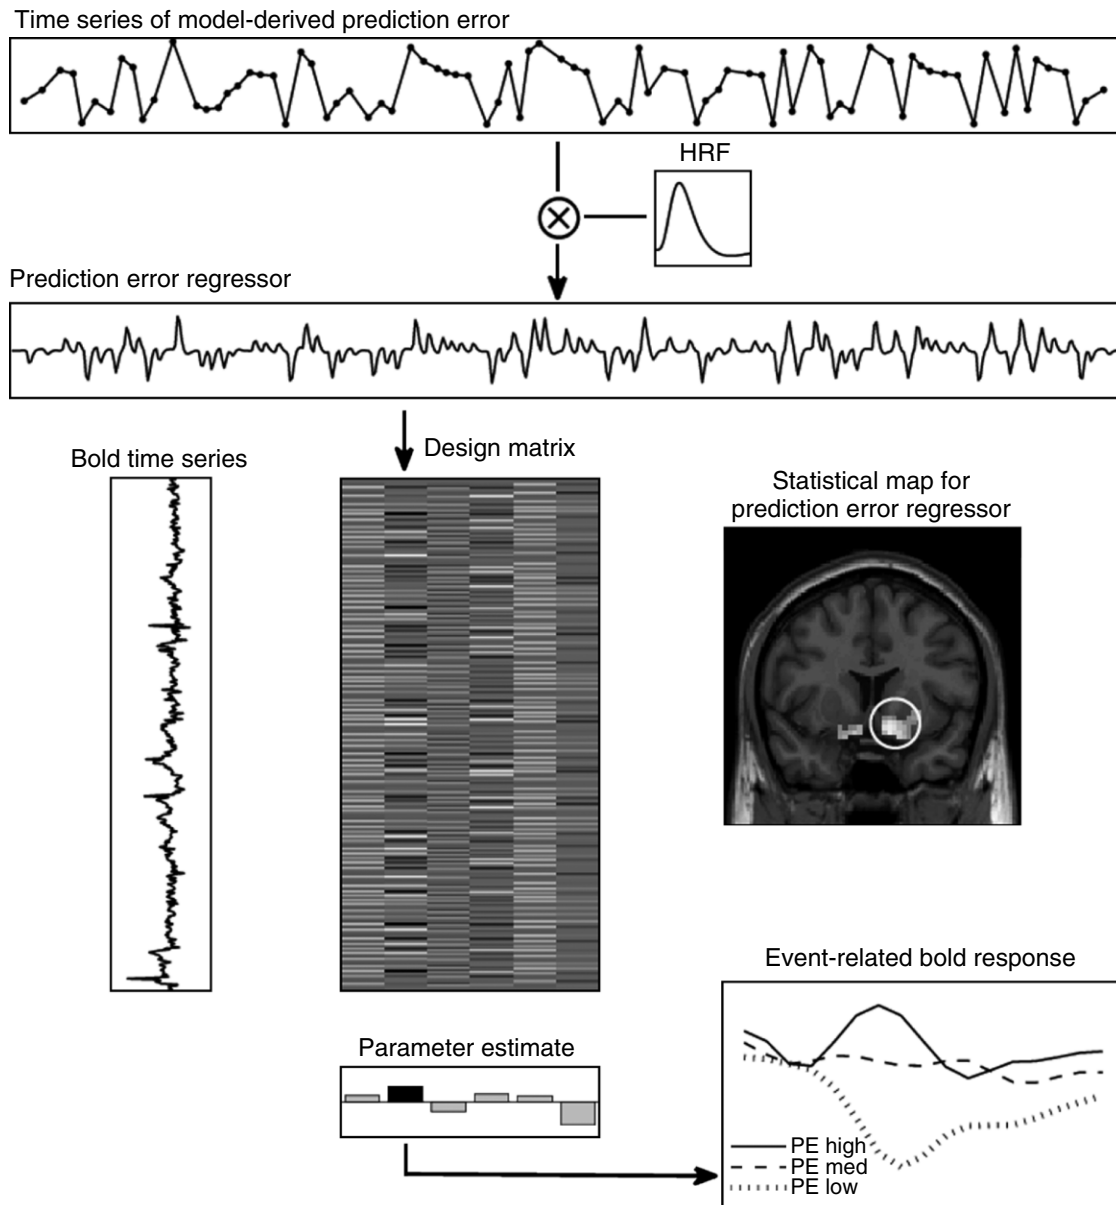 Time series of model-derived prediction error
HRF
Prediction error regressor
Bold time series
Design matrix
Statistical map for
prediction error regressor
Event-related bold response
Parameter estimate
PE high
PE med
PE low